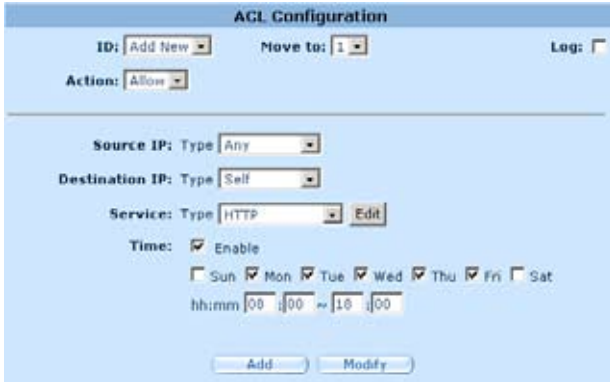 ACL Configuration
ID: Add New Move to: 1 Log:
Action: Allow
Source IP: Type Any
Destination IP: Type Self
Service: Type HTTP Edit
Time: Enable
Sun Mon Tue Wed Thu Fri Sat
hh:mm 08 :00 ~ 18 :00
Add Modify